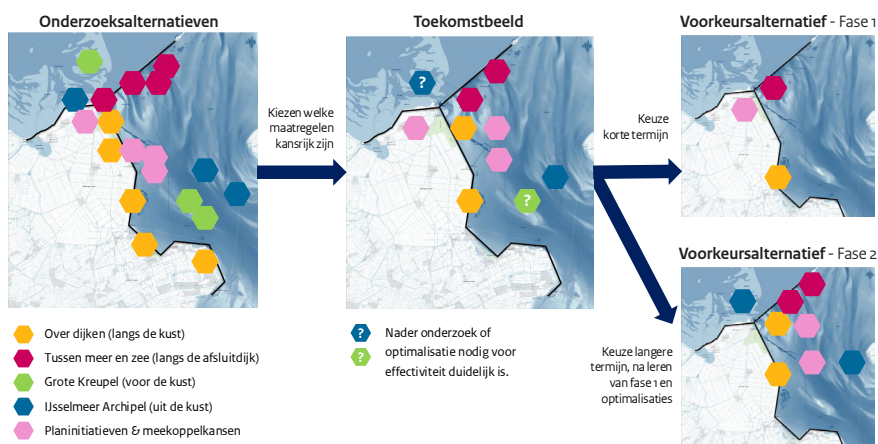 Onderzoeksalternatieven
Kiezen welke
maatregelen
kansrijk zijn
Over dijken (langs de kust)
Tussen meer en zee (langs de afsluitdijk)
Grote Kreupel (voor de kust)
IJsselmeer Archipel (uit de kust)
Planinitiatieven & meekoppelkansen
Toekomstbeeld
?
?
?
?
Nader onderzoek of
optimalisatie nodig voor
effectiviteit duidelijk is.
Keuze
korte termijn
Voorkeursalternatief - Fase 1
Keuze langere
termijn, na leren
van fase 1 en
optimalisaties
Voorkeursalternatief - Fase 2